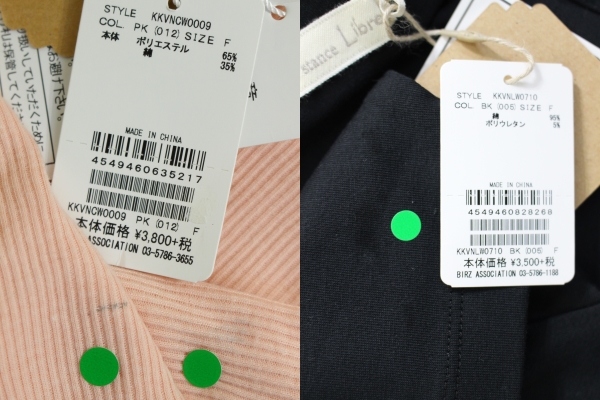 STYLE KKVNCW0009
COL. PK (012) SIZE F
本体 ポリエステル 65%
綿 35%
MADE IN CHINA
4549460635217
KKVNCW0009 PK (012) F
本体価格 ¥3,800+税
ASSOCIATION 03-5786-3655
stance Libre
STYLE KKVNLW0710
COL. BK (005) SIZE F
綿 95%
ポリウレタン 5%
MADE IN CHINA
4549460828268
KKVNLW0710 BK (005) F
本体価格 ¥3,500+税
BIRZ ASSOCIATION 03-5786-1188